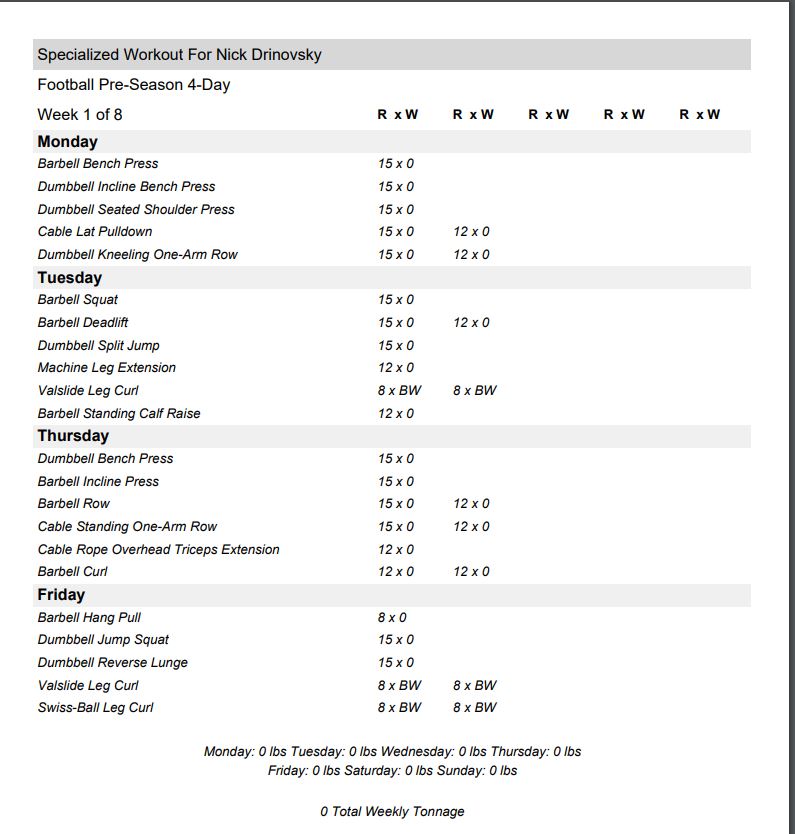 Specialized Workout For Nick Drinovsky
Football Pre-Season 4-Day
Week 1 of 8 R x W R x W R x W R x W R x W
Monday
Barbell Bench Press 15 x 0
Dumbbell Incline Bench Press 15 x 0
Dumbbell Seated Shoulder Press 15 x 0
Cable Lat Pulldown 15 x 0 12 x 0
Dumbbell Kneeling One-Arm Row 15 x 0 12 x 0
Tuesday
Barbell Squat 15 x 0
Barbell Deadlift 15 x 0 12 x 0
Dumbbell Split Jump 15 x 0
Machine Leg Extension 12 x 0
Valslide Leg Curl 8 x BW 8 x BW
Barbell Standing Calf Raise 12 x 0
Thursday
Dumbbell Bench Press 15 x 0
Barbell Incline Press 15 x 0
Barbell Row 15 x 0 12 x 0
Cable Standing One-Arm Row 15 x 0 12 x 0
Cable Rope Overhead Triceps Extension 12 x 0
Barbell Curl 12 x 0 12 x 0
Friday
Barbell Hang Pull 8 x 0
Dumbbell Jump Squat 15 x 0
Dumbbell Reverse Lunge 15 x 0
Valslide Leg Curl 8 x BW 8 x BW
Swiss-Ball Leg Curl 8 x BW 8 x BW
Monday: 0 lbs Tuesday: 0 lbs Wednesday: 0 lbs Thursday: 0 lbs
Friday: 0 lbs Saturday: 0 lbs Sunday: 0 lbs
0 Total Weekly Tonnage